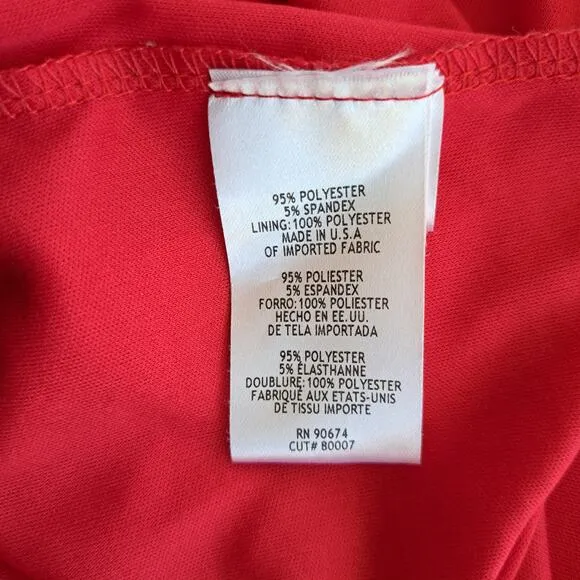 95% POLYESTER
5% SPANDEX
LINING:100% POLYESTER
MADE IN U.S.A
OF IMPORTED FABRIC
95% POLIESTER
5% ESPANDEX
FORRO:100% POLIESTER
HECHO EN EE.UU.
DE TELA IMPORTADA
95% POLYESTER
5% ÉLASTHANNE
DOUBLURE:100% POLYESTER
FABRIQUÉ AUX ETATS-UNIS
DE TISSU IMPORTE
RN 90674
CUT# B0007